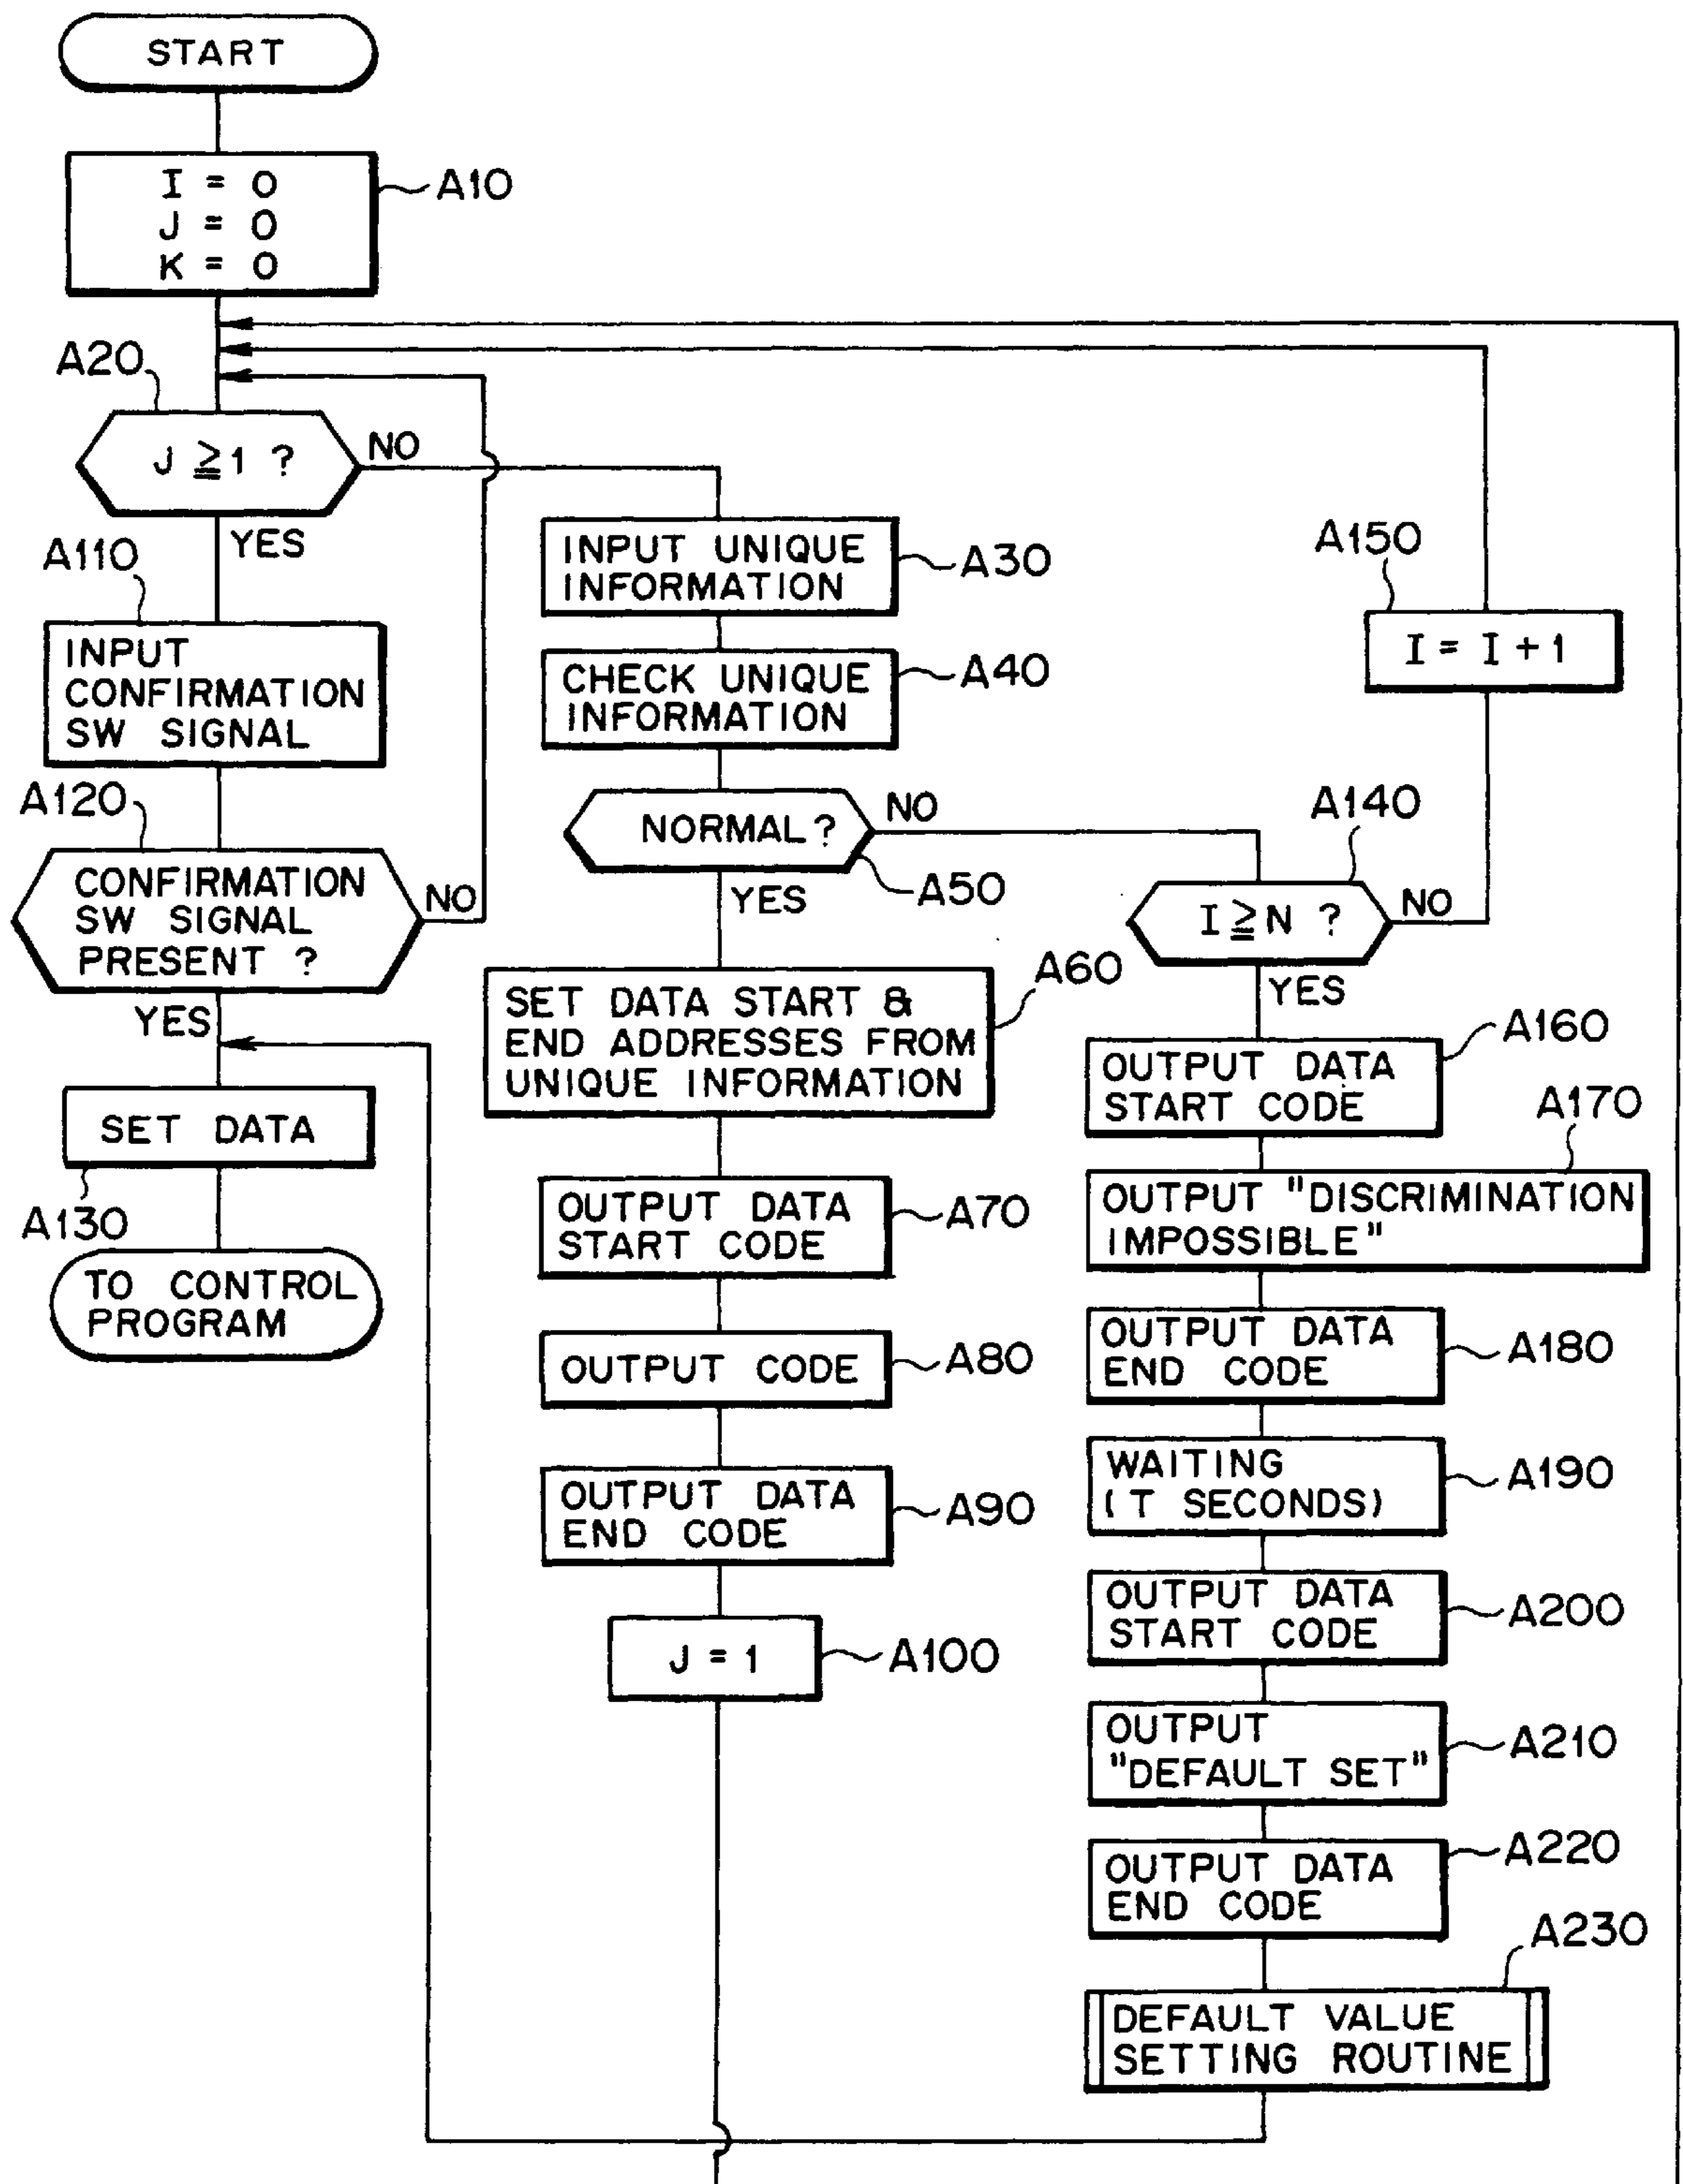 START
I = 0
J = 0
K = 0
A10
A20
J ≧ 1 ?
NO
YES
A110
INPUT
CONFIRMATION
SW SIGNAL
A120
CONFIRMATION
SW SIGNAL
PRESENT ?
NO
YES
SET DATA
A130
TO CONTROL
PROGRAM
INPUT UNIQUE
INFORMATION
A30
CHECK UNIQUE
INFORMATION
A40
NORMAL ?
NO
A50
YES
SET DATA START &
END ADDRESSES FROM
UNIQUE INFORMATION
A60
OUTPUT DATA
START CODE
A70
OUTPUT CODE
A80
OUTPUT DATA
END CODE
A90
J = 1
A100
A150
I = I + 1
A140
I ≧ N ?
NO
YES
OUTPUT DATA
START CODE
A160
A170
OUTPUT "DISCRIMINATION
IMPOSSIBLE"
OUTPUT DATA
END CODE
A180
WAITING
(T SECONDS)
A190
OUTPUT DATA
START CODE
A200
OUTPUT
"DEFAULT SET"
A210
OUTPUT DATA
END CODE
A220
A230
DEFAULT VALUE
SETTING ROUTINE